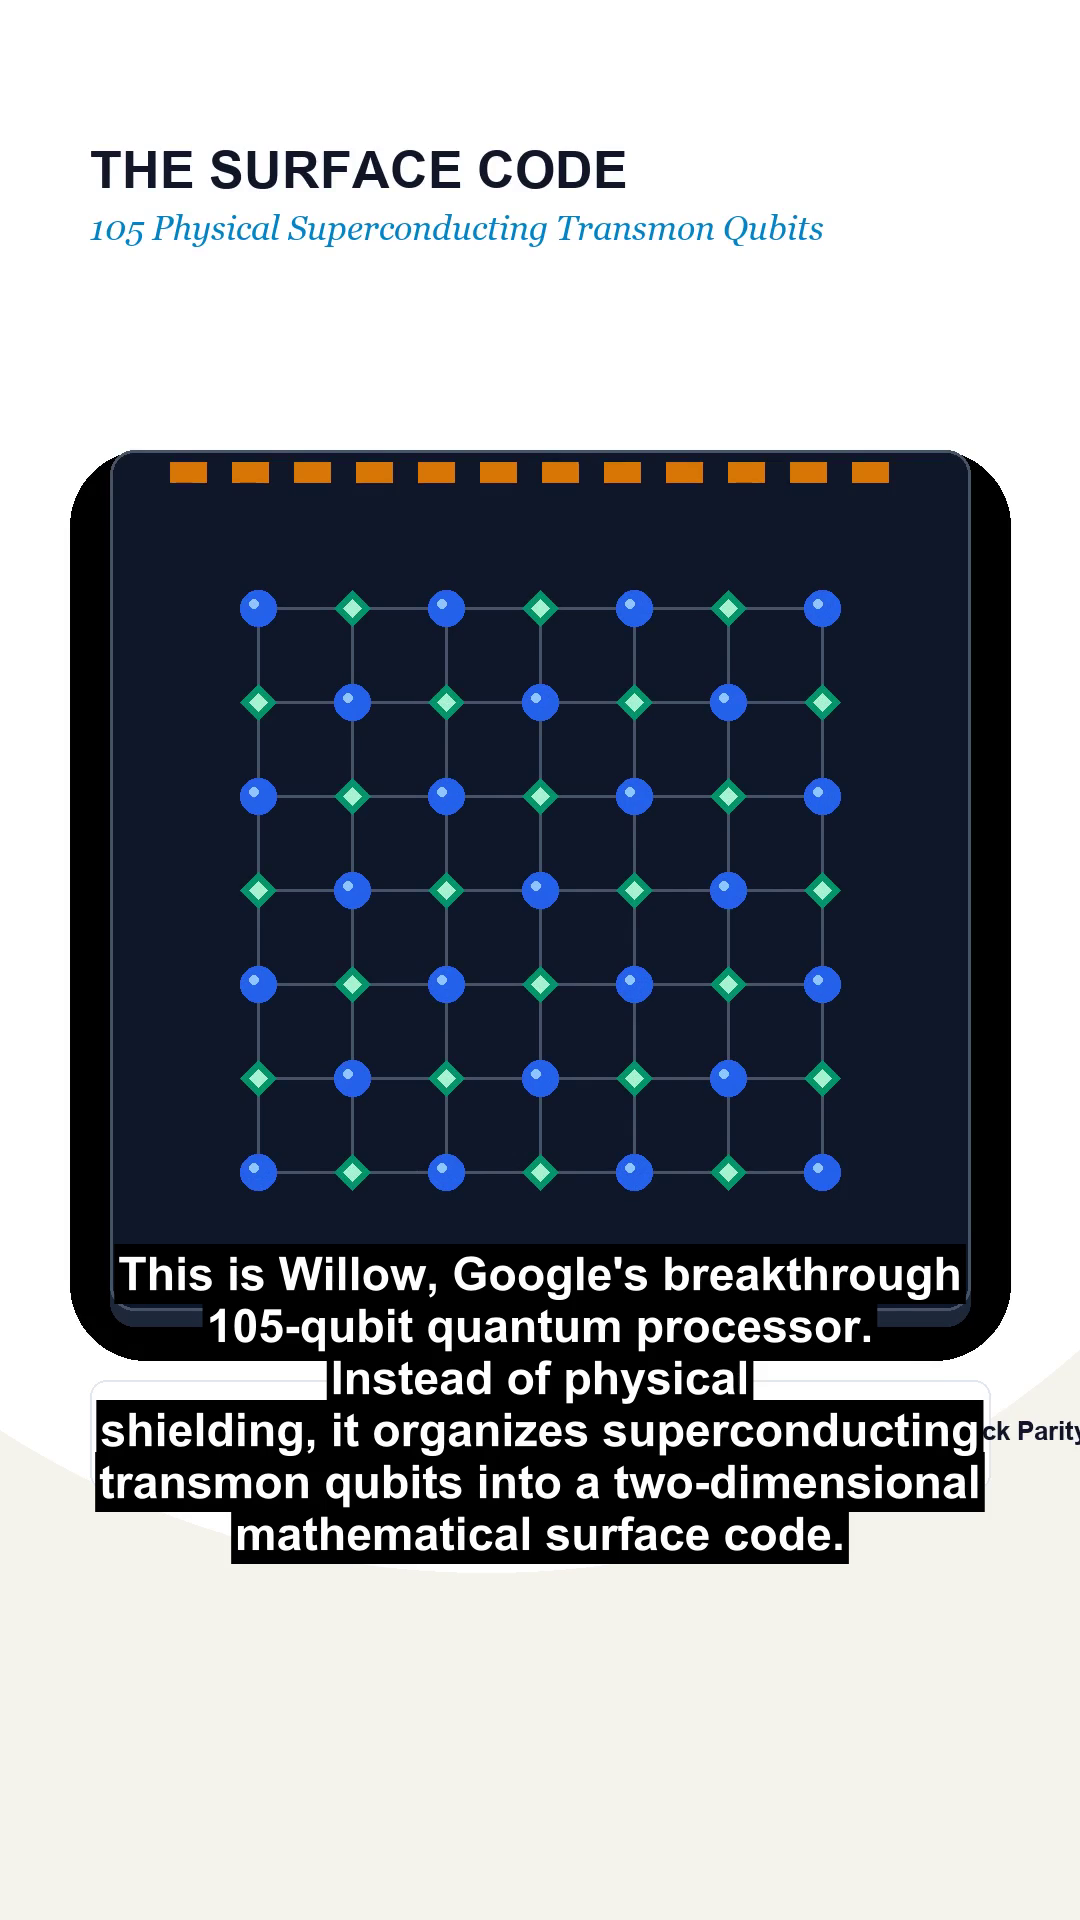 THE SURFACE CODE
105 Physical Superconducting Transmon Qubits
This is Willow, Google's breakthrough
105-qubit quantum processor.
Instead of physical
shielding, it organizes superconducting
transmon qubits into a two-dimensional
mathematical surface code.
Parity